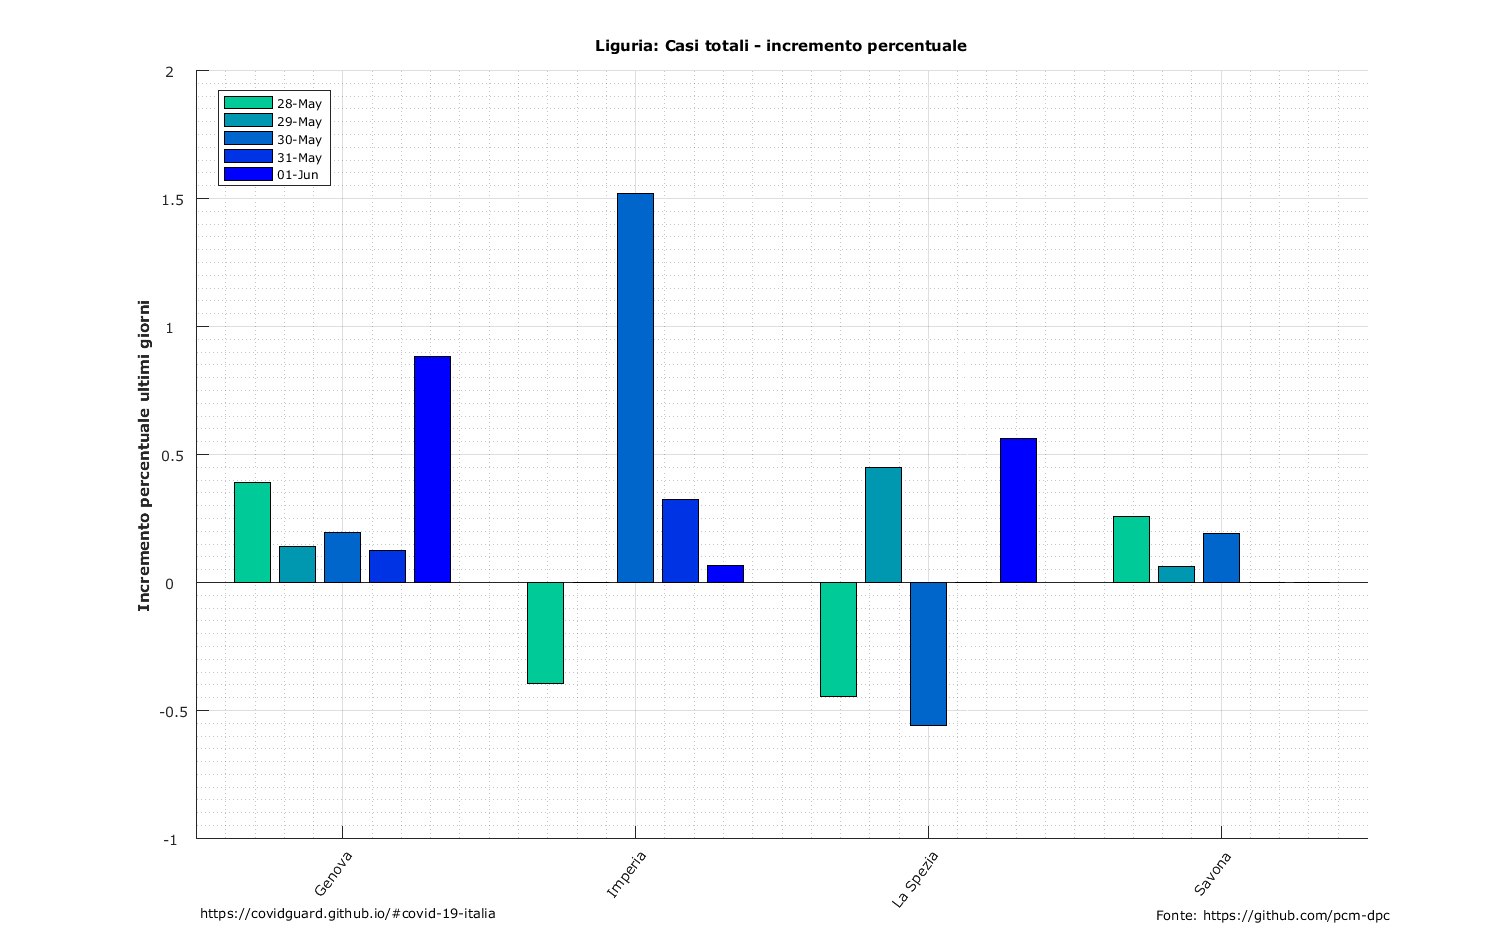 Liguria: Casi totali - incremento percentuale
2
28-May
29-May
30-May
31-May
01-Jun
1.5
1
0.5
0
-0.5
-1
Incremento percentuale ultimi giorni
Genova
Imperia
La Spezia
Savona
https://covidguard.github.io/#covid-19-italia
Fonte: https://github.com/pcm-dpc